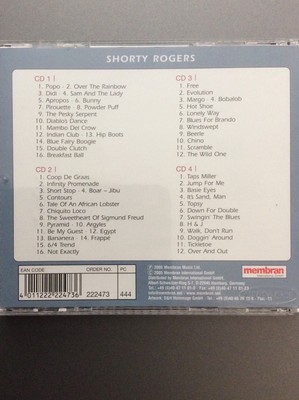 SHORTY ROGERS
CD 1 |
1. Popo · 2. Over The Rainbow
3. Didi · 4. Sam And The Lady
5. Apropos · 6. Bunny
7. Pirouette · 8. Powder Puff
9. The Pesky Serpent
10. Diablo's Dance
11. Mambo Del Crow
12. Indian Club · 13. Hip Boots
14. Blue Fairy Boogie
15. Double Clutch
16. Breakfast Ball
CD 2 |
1. Coop De Graas
2. Infinity Promenade
3. Short Stop · 4. Boar – Jibu
5. Contours
6. Tale Of An African Lobster
7. Chiquito Loco
8. The Sweetheart Of Sigmund Freud
9. Pyramid · 10. Argyles
11. Be My Guest · 12. Egypt
13. Bananera · 14. Frappe
15. 6/4 Trend
16. Not Exactly
CD 3 |
1. Free
2. Evolution
3. Margo · 4. Bobalob
5. Hot Shoe
6. Lonely Way
7. Blues For Brando
8. Windswept
9. Beerie
10. Chino
11. Scramble
12. The Wild One
CD 4 |
1. Taps Miller
2. Jump For Me
3. Basie Eyes
4. It's Sand, Man
5. Topsy
6. Down For Double
7. Swingin' The Blues
8. H & J
9. Walk, Don't Run
10. Doggin' Around
11. Tickletoe
12. Over And Out
EAN CODE
4 011222 224736
ORDER NO.
222473
PC
444
Membran Music Ltd.
membran